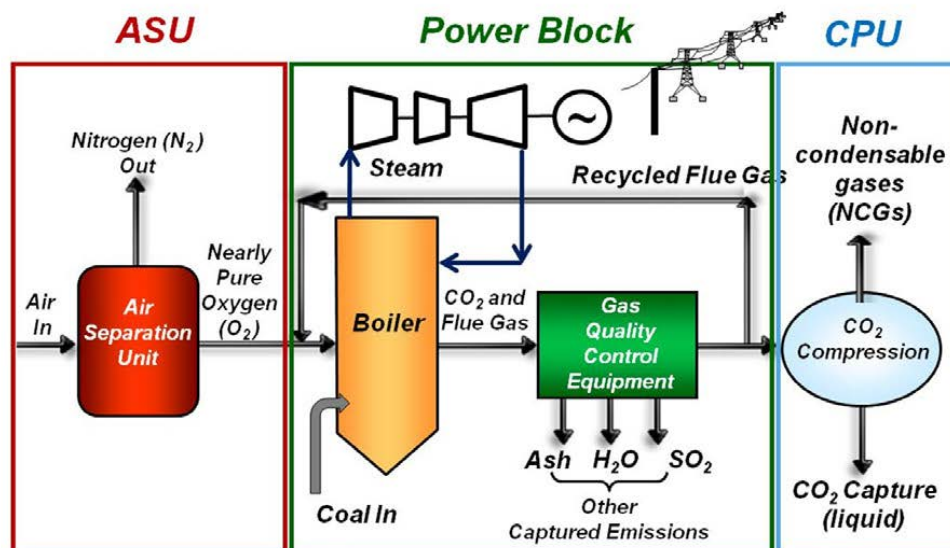 ASU
Power Block
CPU
Nitrogen (N₂)
Out
Nearly
Pure
Oxygen
(O₂)
Air
In
Air
Separation
Unit
Steam
~
Recycled Flue Gas
Boiler
CO₂ and
Flue Gas
Gas
Quality
Control
Equipment
Coal In
Ash H₂O SO₂
Other
Captured Emissions
Non-
condensable
gases
(NCGs)
CO₂
Compression
CO₂ Capture
(liquid)